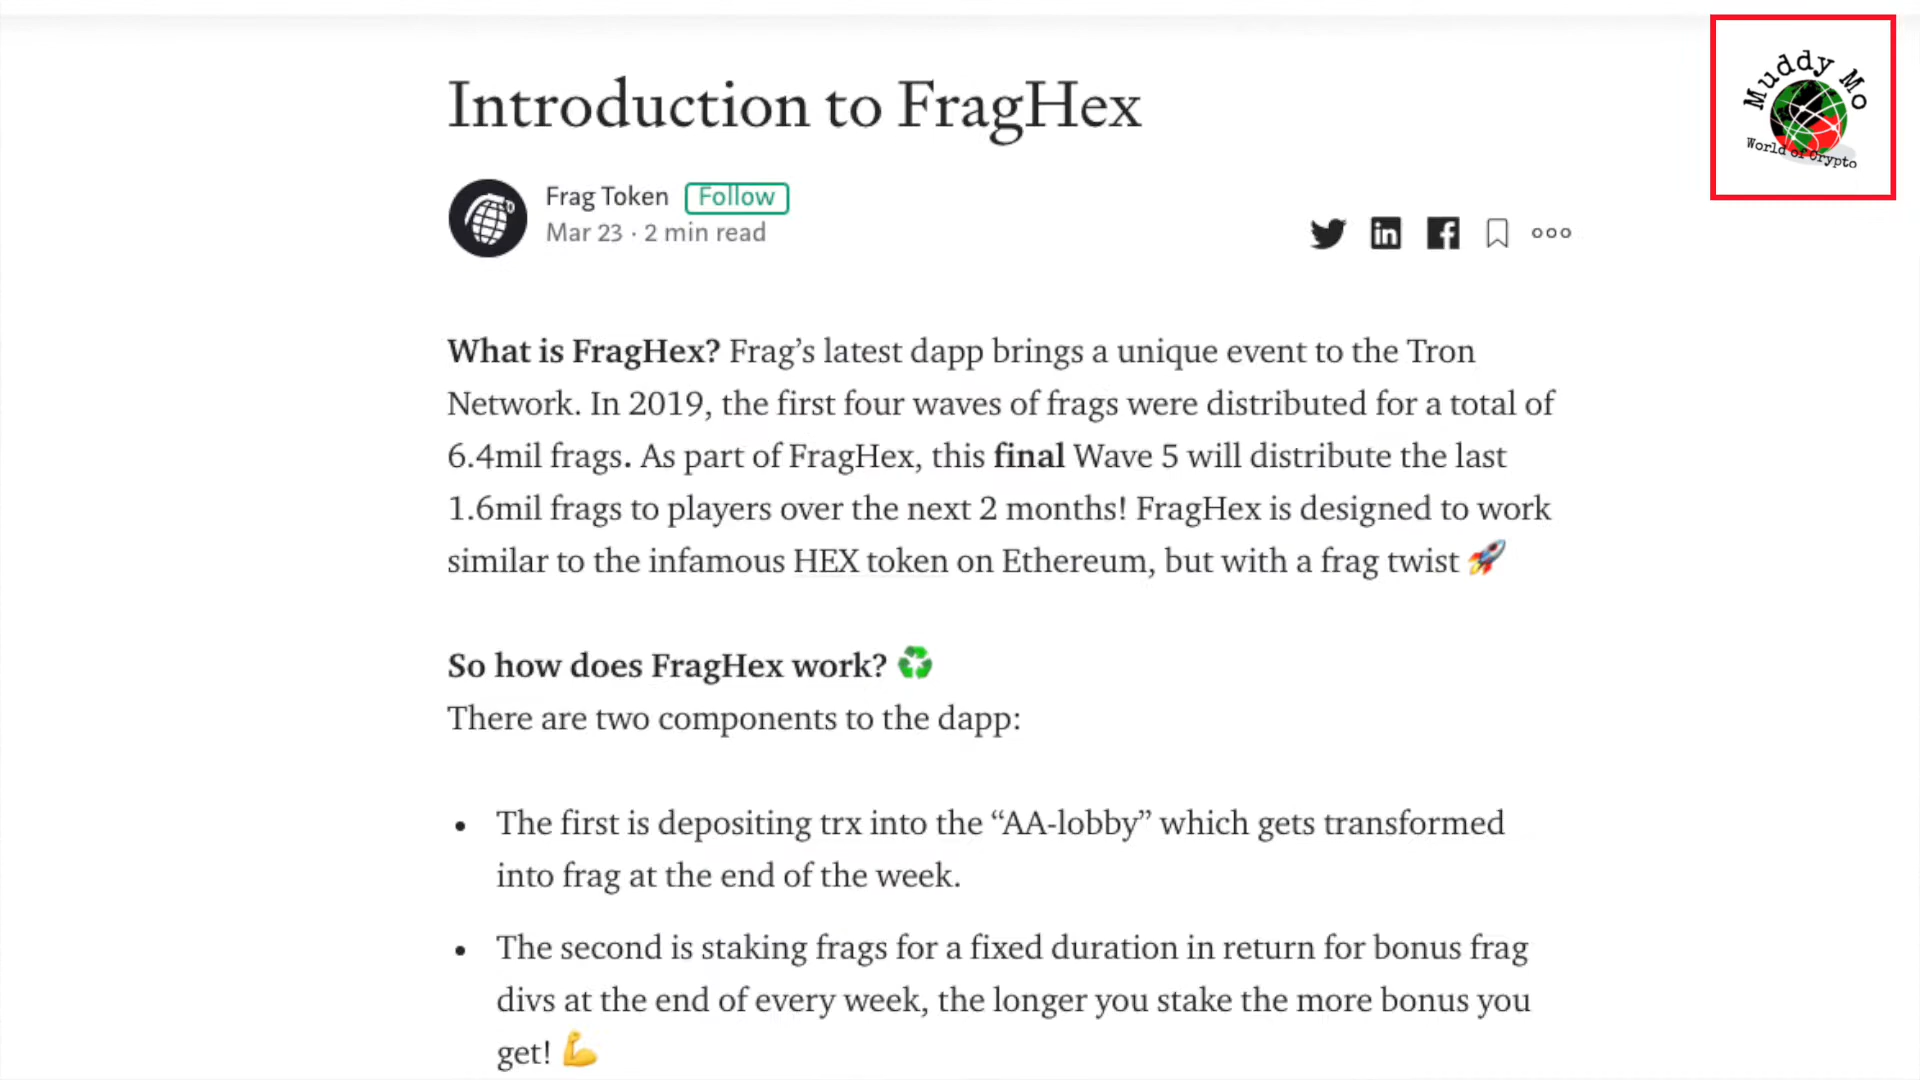 Introduction to FragHex
Muddy Mo
World of Crypto
Frag Token Follow
Mar 23 · 2 min read
What is FragHex? Frag’s latest dapp brings a unique event to the Tron
Network. In 2019, the first four waves of frags were distributed for a total of
6.4mil frags. As part of FragHex, this final Wave 5 will distribute the last
1.6mil frags to players over the next 2 months! FragHex is designed to work
similar to the infamous HEX token on Ethereum, but with a frag twist 🚀
So how does FragHex work? ♻️
There are two components to the dapp:
• The first is depositing trx into the “AA-lobby” which gets transformed
into frag at the end of the week.
• The second is staking frags for a fixed duration in return for bonus frag
divs at the end of every week, the longer you stake the more bonus you
get! 💪